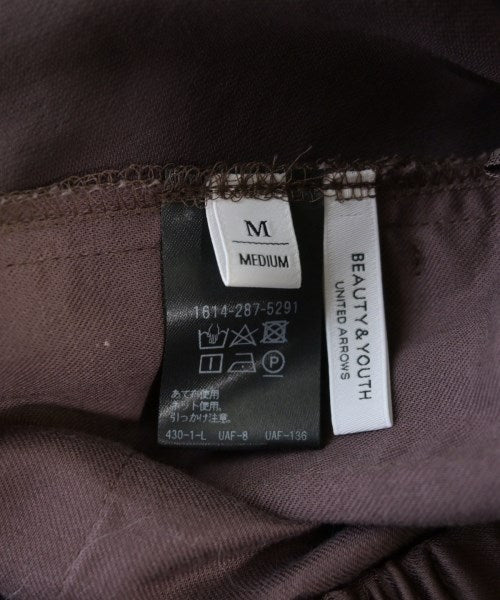 M
MEDIUM
BEAUTY & YOUTH
UNITED ARROWS
1614-287-5291
P
あて布使用
ネット使用。
引っかけ注意。
430-1-L UAF-8 UAF-136